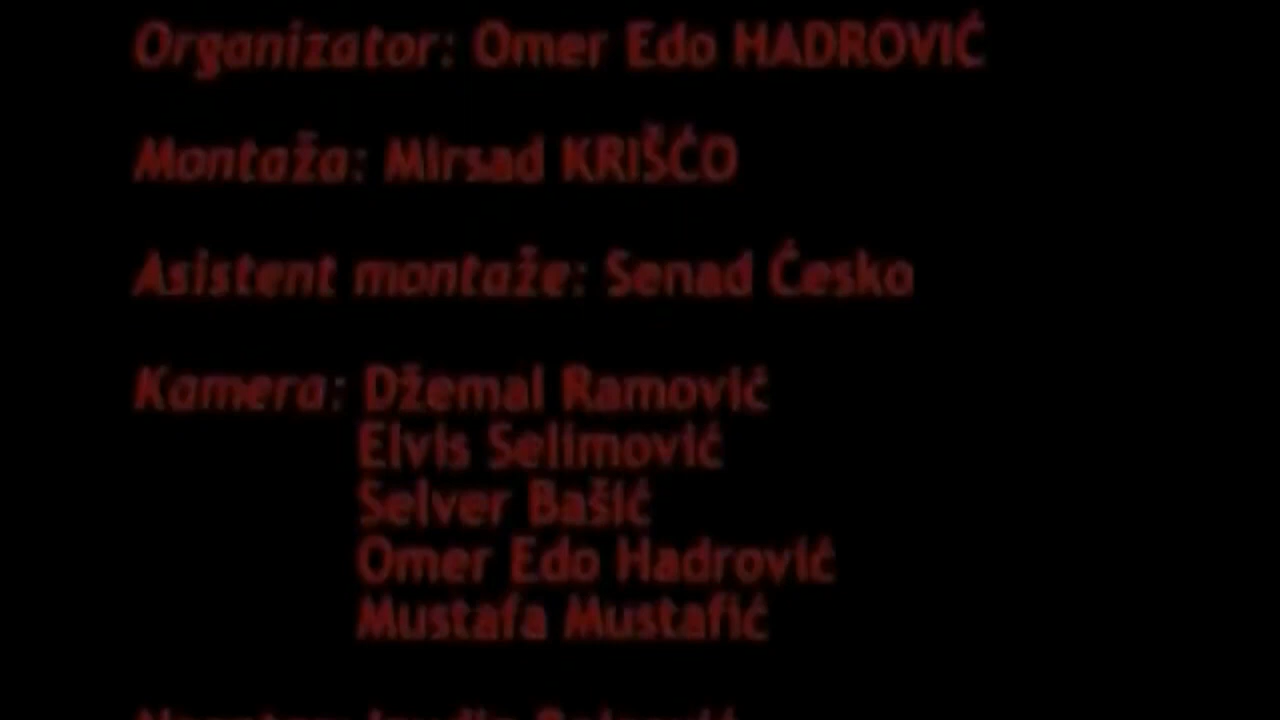 Organizator: Omer Edo HADROVIĆ
Montaža: Mirsad KRIŠĆO
Asistent montaže: Senad Ćesko
Kamera: Džemal Ramović
Elvis Selimović
Selver Bašić
Omer Edo Hadrović
Mustafa Mustafić